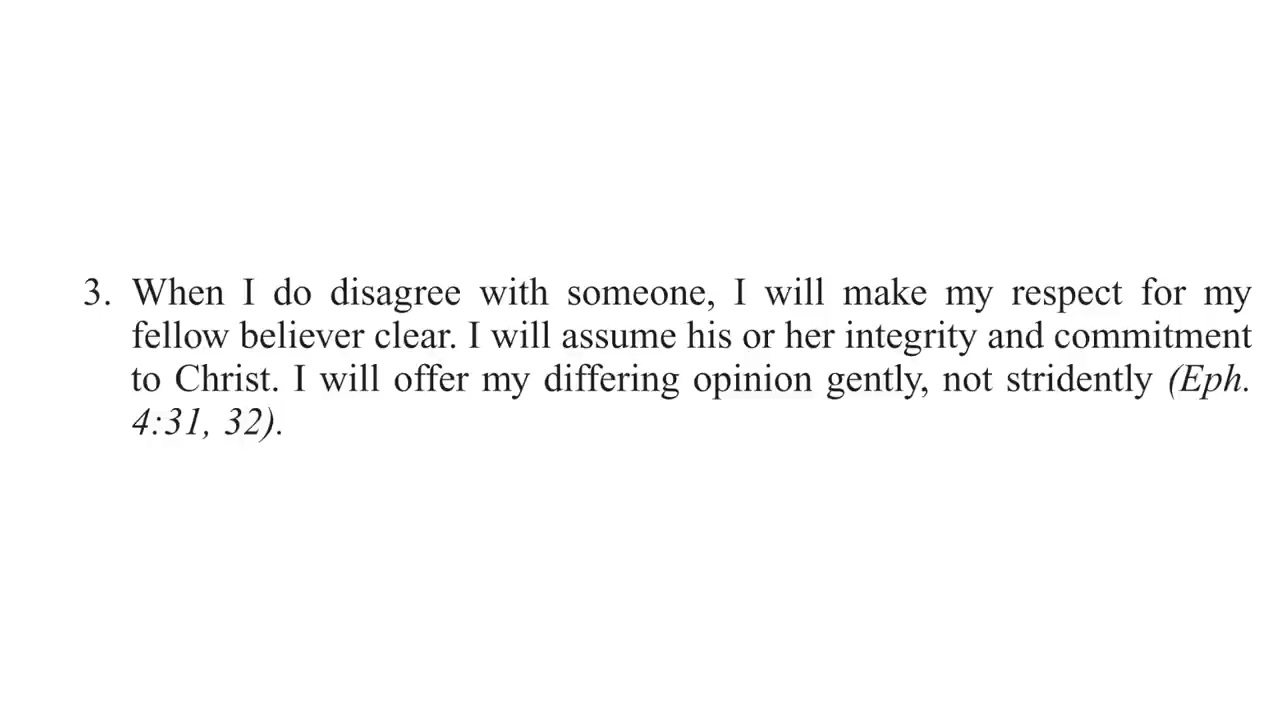 3. When I do disagree with someone, I will make my respect for my
fellow believer clear. I will assume his or her integrity and commitment
to Christ. I will offer my differing opinion gently, not stridently (Eph.
4:31, 32).